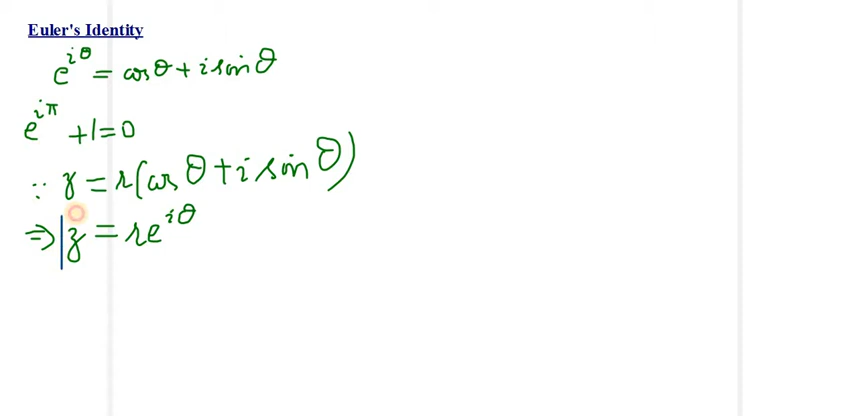 Euler's Identity
e^{iθ} = cosθ + i sinθ
e^{iπ} + 1 = 0
∵ z = r(cosθ + i sinθ)
⇒ z = re^{iθ}